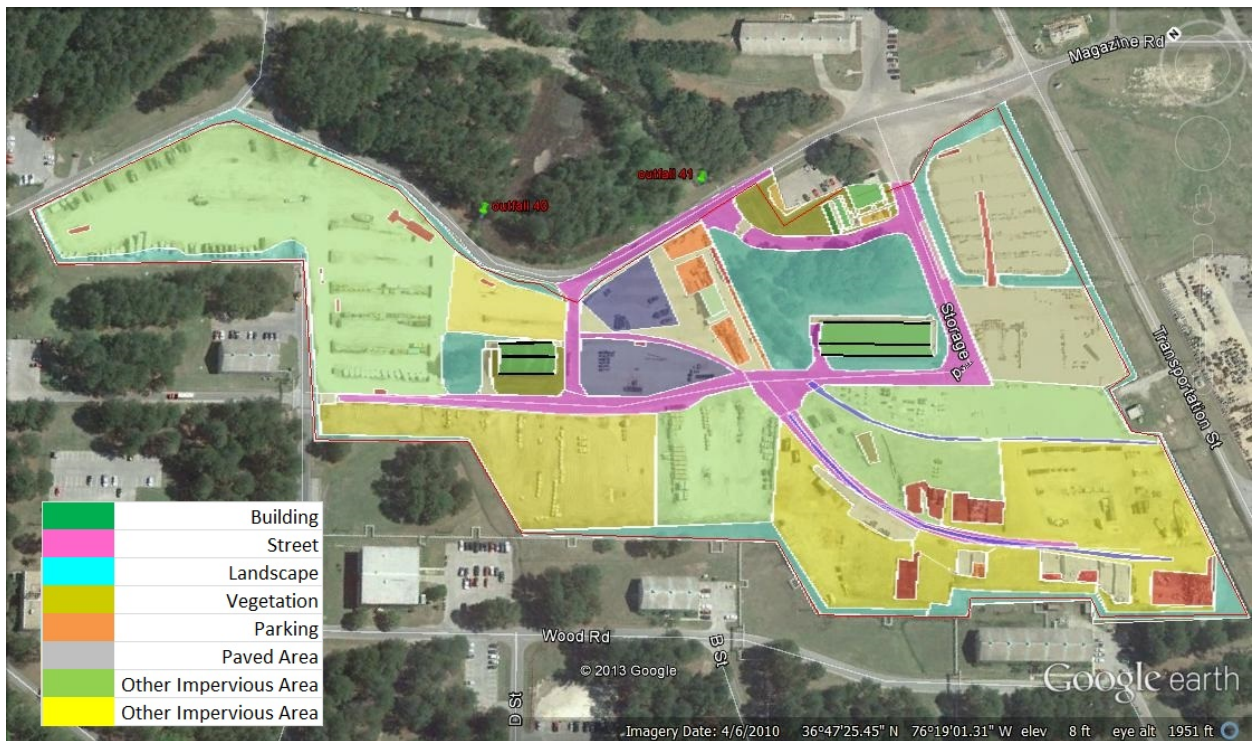 Magazine Rd
N
outfall 41
outfall 40
Storage
Transportation St
Building
Street
Landscape
Vegetation
Parking
Paved Area
Other Impervious Area
Other Impervious Area
Wood Rd
B St
D St
© 2013 Google
Google earth
Imagery Date: 4/6/2010 36°47'25.45" N 76°19'01.31" W elev 8 ft eye alt 1951 ft